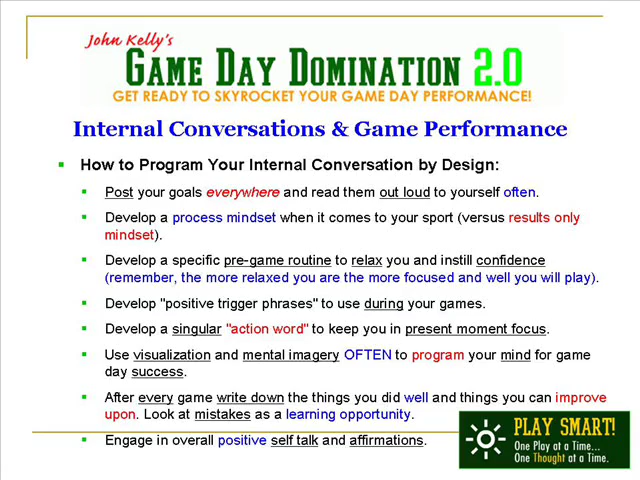 John Kelly's
GAME DAY DOMINATION 2.0
GET READY TO SKYROCKET YOUR GAME DAY PERFORMANCE!
Internal Conversations & Game Performance
How to Program Your Internal Conversation by Design:
Post your goals everywhere and read them out loud to yourself often.
Develop a process mindset when it comes to your sport (versus results only
mindset).
Develop a specific pre-game routine to relax you and instill confidence
(remember, the more relaxed you are the more focused and well you will play).
Develop "positive trigger phrases" to use during your games.
Develop a singular "action word" to keep you in present moment focus.
Use visualization and mental imagery OFTEN to program your mind for game
day success.
After every game write down the things you did well and things you can improve
upon. Look at mistakes as a learning opportunity.
Engage in overall positive self talk and affirmations.
PLAY SMART!
One Play at a Time...
One Thought at a Time.